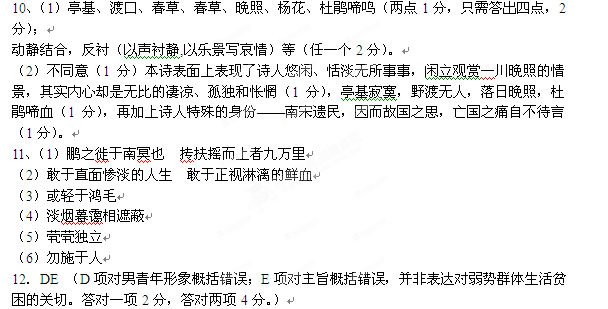 10、（1）亭基、渡口、春草、春草、晚照、杨花、杜鹃啼鸣（两点 1 分，只需答出四点，2
分）；
动静结合，反衬（以声衬静,以乐景写哀情）等（任一个 2 分）。
（2）不同意（1 分）本诗表面上表现了诗人悠闲、恬淡无所事事，闲立观赏一川晚照的情
景，其实内心却是无比的凄凉、孤独和怅惘（1 分），亭基寂寞，野渡无人，落日晚照，杜
鹃啼血（1 分），再加上诗人特殊的身份——南宋遗民，因而故国之思，亡国之痛自不待言
（1 分）。
11、（1）鹏之徙于南冥也　抟扶摇而上者九万里
（2）敢于直面惨淡的人生　敢于正视淋漓的鲜血
（3）或轻于鸿毛
（4）淡烟暮霭相遮蔽
（5）茕茕独立
（6）勿施于人
12．DE （D 项对男青年形象概括错误；E 项对主旨概括错误，并非表达对弱势群体生活贫
困的关切。答对一项 2 分，答对两项 4 分。）